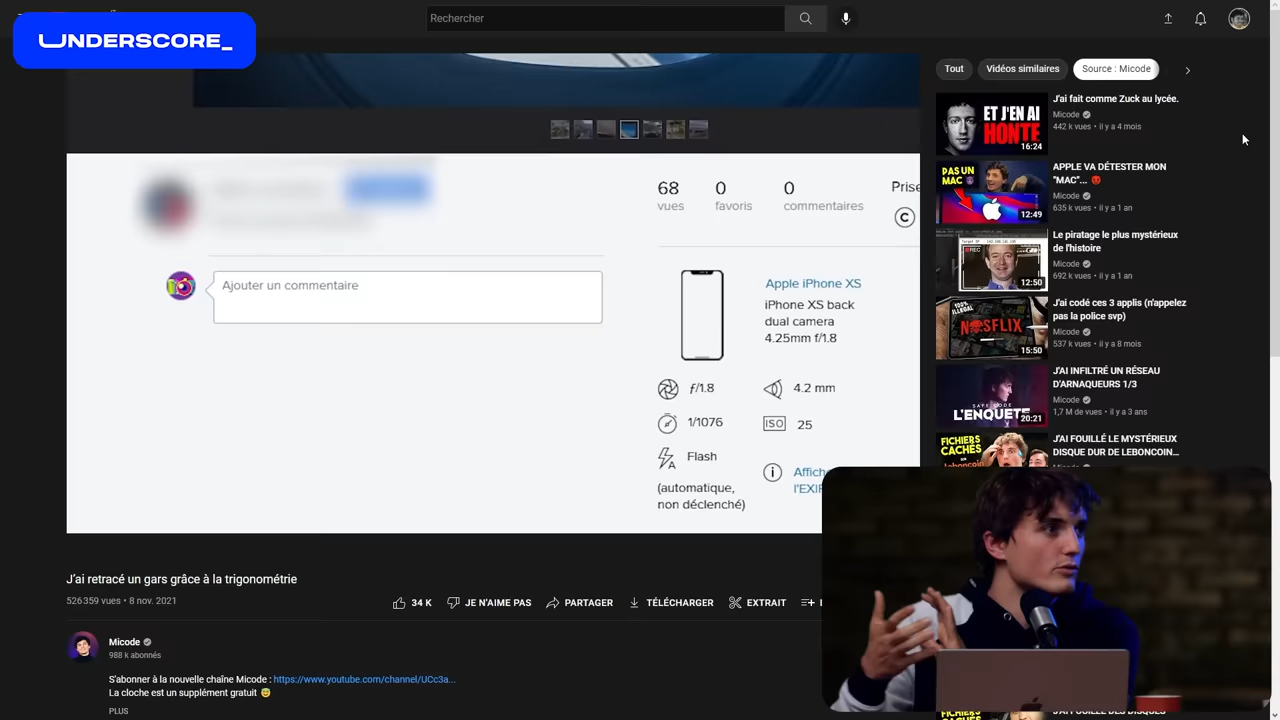 UNDERSCORE_
Rechercher
Tout
Vidéos similaires
Source : Micode
68
vues
0
favoris
0
commentaires
Prise
Ajouter un commentaire
Apple iPhone XS
iPhone XS back
dual camera
4.25mm f/1.8
ƒ/1.8
4.2 mm
1/1076
ISO
25
Flash
(automatique,
non déclenché)
Affiche
l'EXIF
ET J'EN AI
HONTE
16:24
J'ai fait comme Zuck au lycée.
Micode
442 k vues • il y a 4 mois
PAS UN
MAC
12:49
APPLE VA DÉTESTER MON
"MAC"... 👹
Micode
635 k vues • il y a 1 an
12:50
Le piratage le plus mystérieux
de l'histoire
Micode
692 k vues • il y a 1 an
100%
ILLEGAL
NOSFLIX
15:50
J'ai codé ces 3 applis (n'appelez
pas la police svp)
Micode
537 k vues • il y a 8 mois
L'ENQUETE
20:21
J'AI INFILTRÉ UN RÉSEAU
D'ARNAQUEURS 1/3
Micode
1,7 M de vues • il y a 3 ans
FICHIERS
CACHÉS
leboncoin
J'AI FOUILLÉ LE MYSTÉRIEUX
DISQUE DUR DE LEBONCOIN...
J'ai retracé un gars grâce à la trigonométrie
526 359 vues • 8 nov. 2021
34 K
JE N'AIME PAS
PARTAGER
TÉLÉCHARGER
EXTRAIT
Micode
988 k abonnés
S'abonner à la nouvelle chaîne Micode : https://www.youtube.com/channel/UCc3a...
La cloche est un supplément gratuit 😇
PLUS